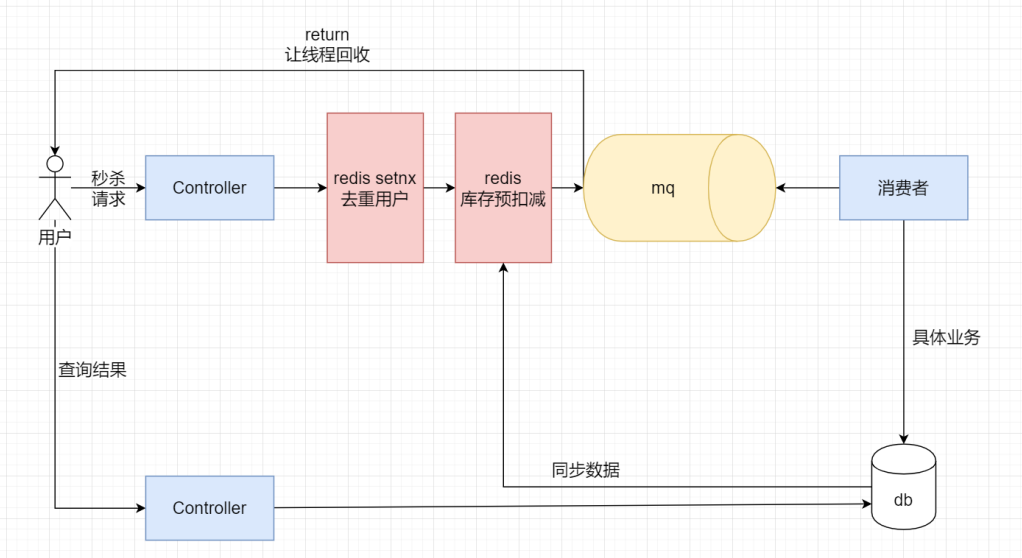 return
让线程回收
秒杀
请求
Controller
redis setnx
去重用户
redis
库存预扣减
mq
消费者
用户
具体业务
查询结果
同步数据
Controller
db